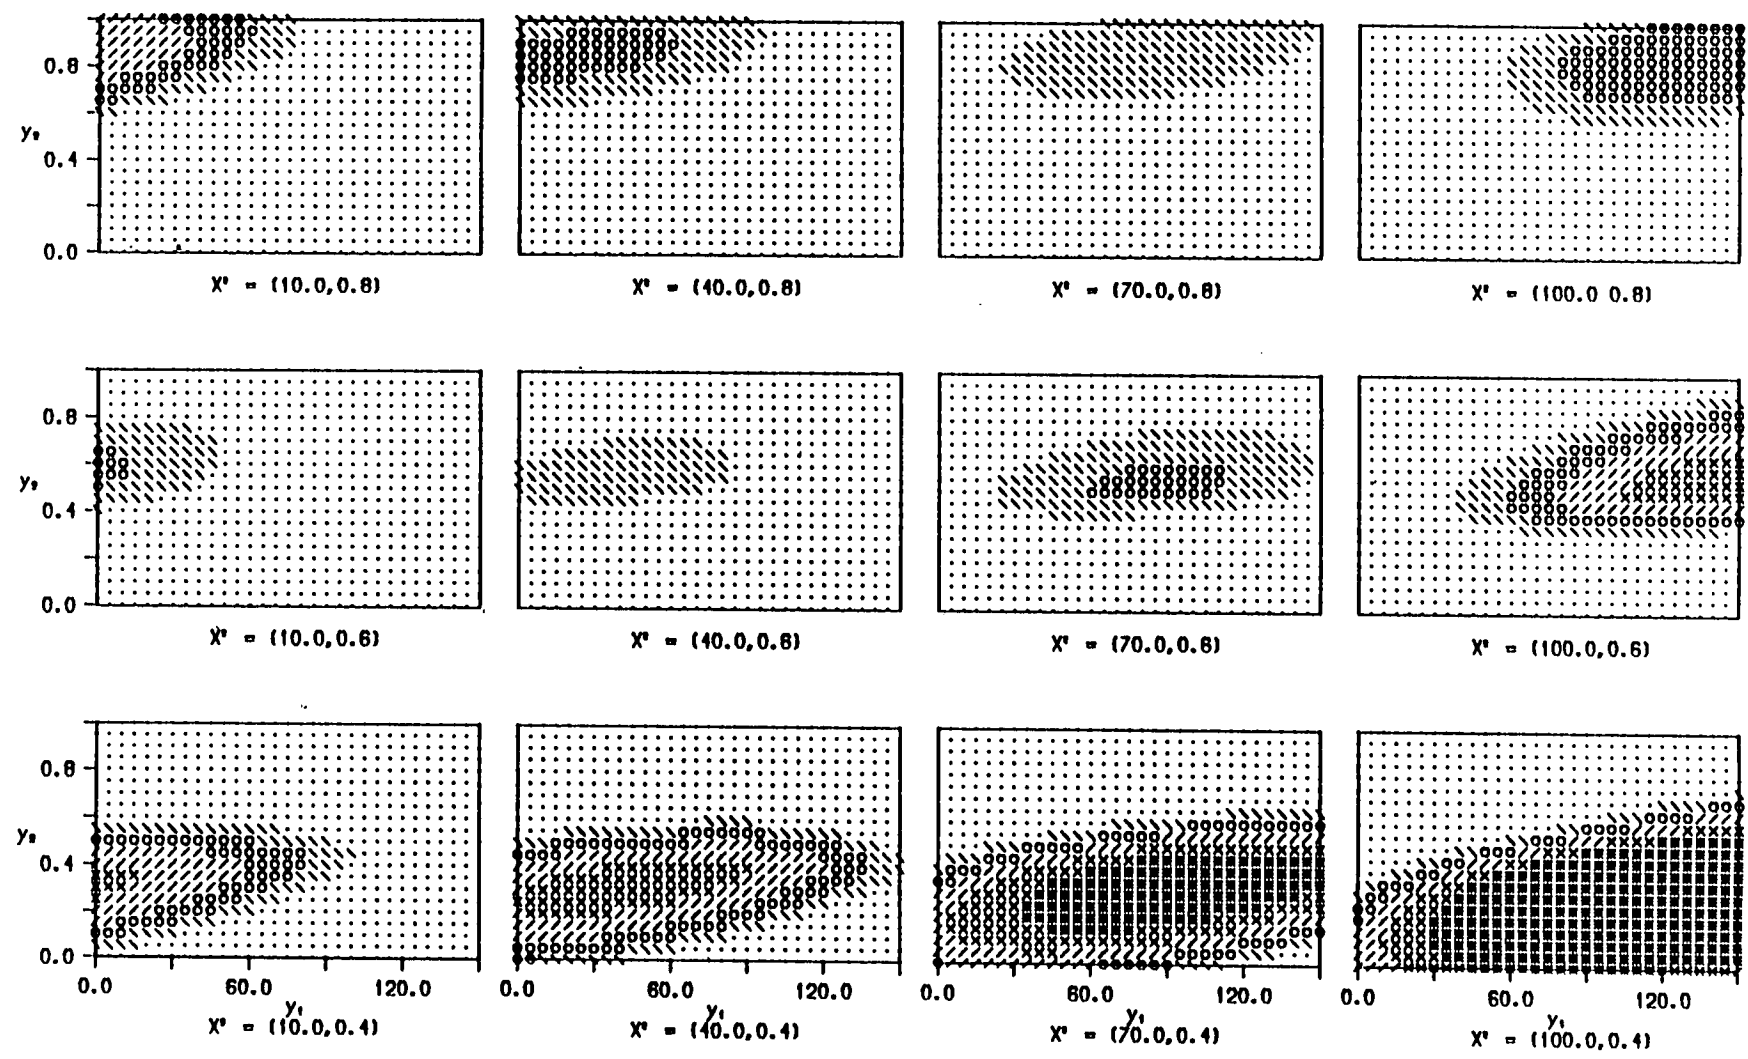 0.8
y₂
0.4
0.0
X° = (10.0,0.8)
X° = (40.0,0.8)
X° = (70.0,0.8)
X° = (100.0 0.8)
0.8
y₂
0.4
0.0
X° = (10.0,0.6)
X° = (40.0,0.6)
X° = (70.0,0.6)
X° = (100.0,0.6)
0.8
y₂
0.4
0.0
0.0 60.0 120.0
y₁
X° = (10.0,0.4)
0.0 60.0 120.0
y₁
X° = (40.0,0.4)
0.0 60.0 120.0
y₁
X° = (70.0,0.4)
0.0 60.0 120.0
y₁
X° = (100.0,0.4)